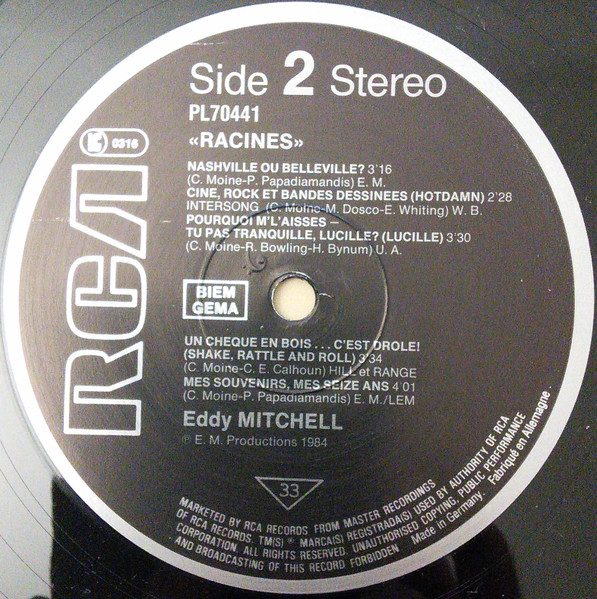 Side 2 Stereo
PL70441
«RACINES»
0316
RCA
NASHVILLE OU BELLEVILLE? 3'16
(C. Moine-P. Papadiamandis) E. M.
CINE, ROCK ET BANDES DESSINEES (HOTDAMN) 2'28
INTERSONG (C. Moine-M. Dosco-E. Whiting) W. B.
POURQUOI M'L'AISSES –
TU PAS TRANQUILLE, LUCILLE? (LUCILLE) 3'30
(C. Moine-R. Bowling-H. Bynum) U. A.
BIEM
GEMA
UN CHEQUE EN BOIS . . . C'EST DROLE!
(SHAKE, RATTLE AND ROLL) 3'34
(C. Moine-C. E. Calhoun) HILL et RANGE
MES SOUVENIRS, MES SEIZE ANS 4'01
(C. Moine-P. Papadiamandis) E. M./LEM
Eddy MITCHELL
℗ E. M. Productions 1984
33
MARKETED BY RCA RECORDS FROM MASTER RECORDINGS
OF RCA RECORDS. TM(S) ® MARCA(S) REGISTRADA(S) USED BY AUTHORITY OF RCA
CORPORATION. ALL RIGHTS RESERVED. UNAUTHORISED COPYING, PUBLIC PERFORMANCE
AND BROADCASTING OF THIS RECORD FORBIDDEN
Made in Germany. Fabriqué en Allemagne.